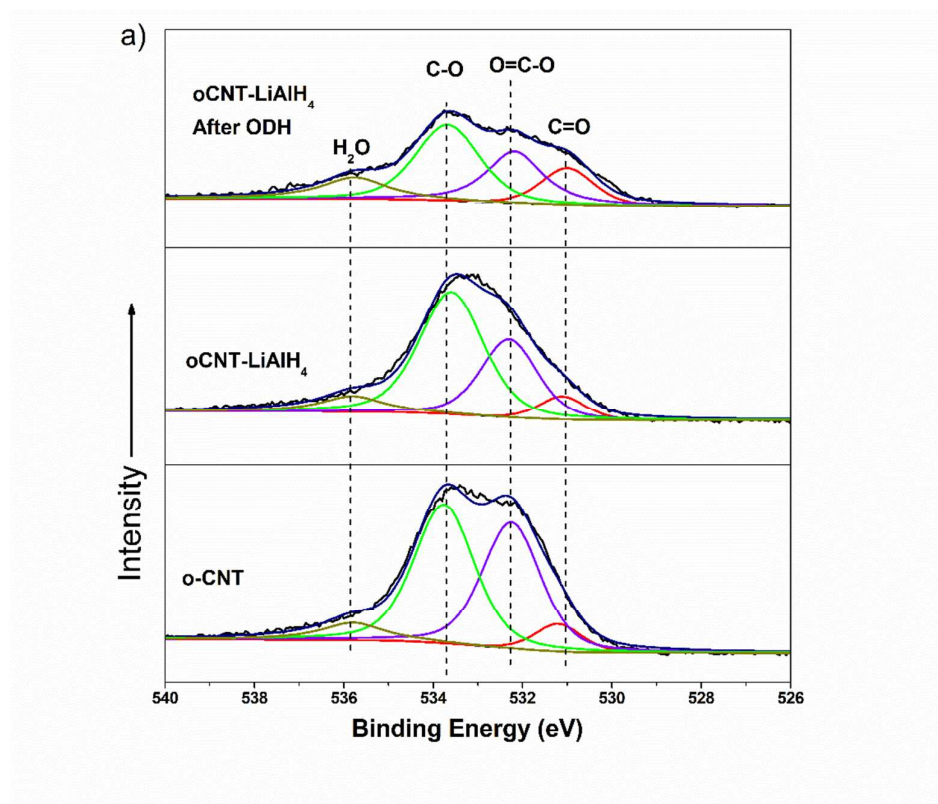 a)
oCNT-LiAlH4
After ODH
H2O
C-O
O=C-O
C=O
oCNT-LiAlH4
o-CNT
Intensity
540 538 536 534 532 530 528 526
Binding Energy (eV)